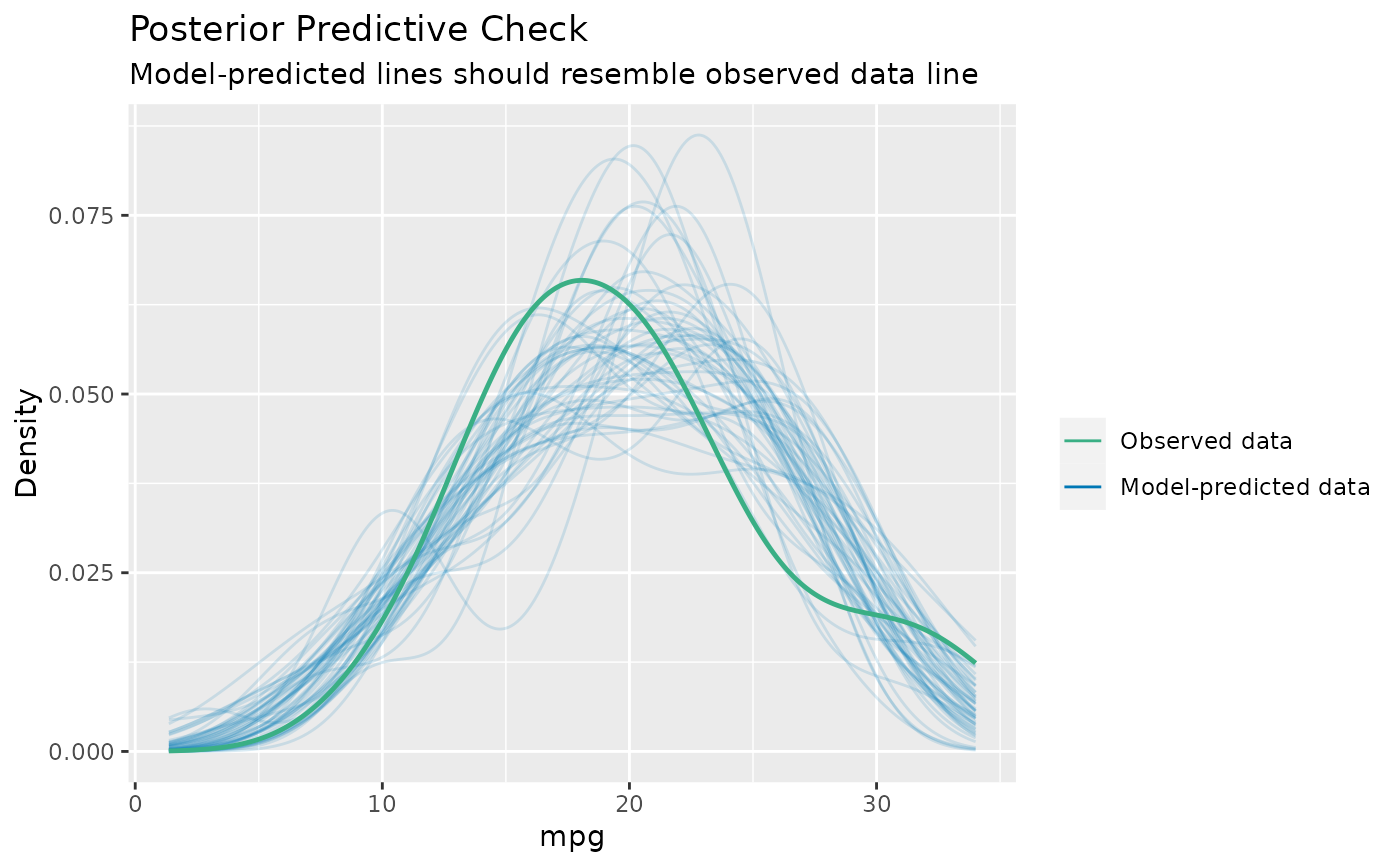 Posterior Predictive Check
Model-predicted lines should resemble observed data line
Density
0.075
0.050
0.025
0.000
0
10
20
30
mpg
Observed data
Model-predicted data